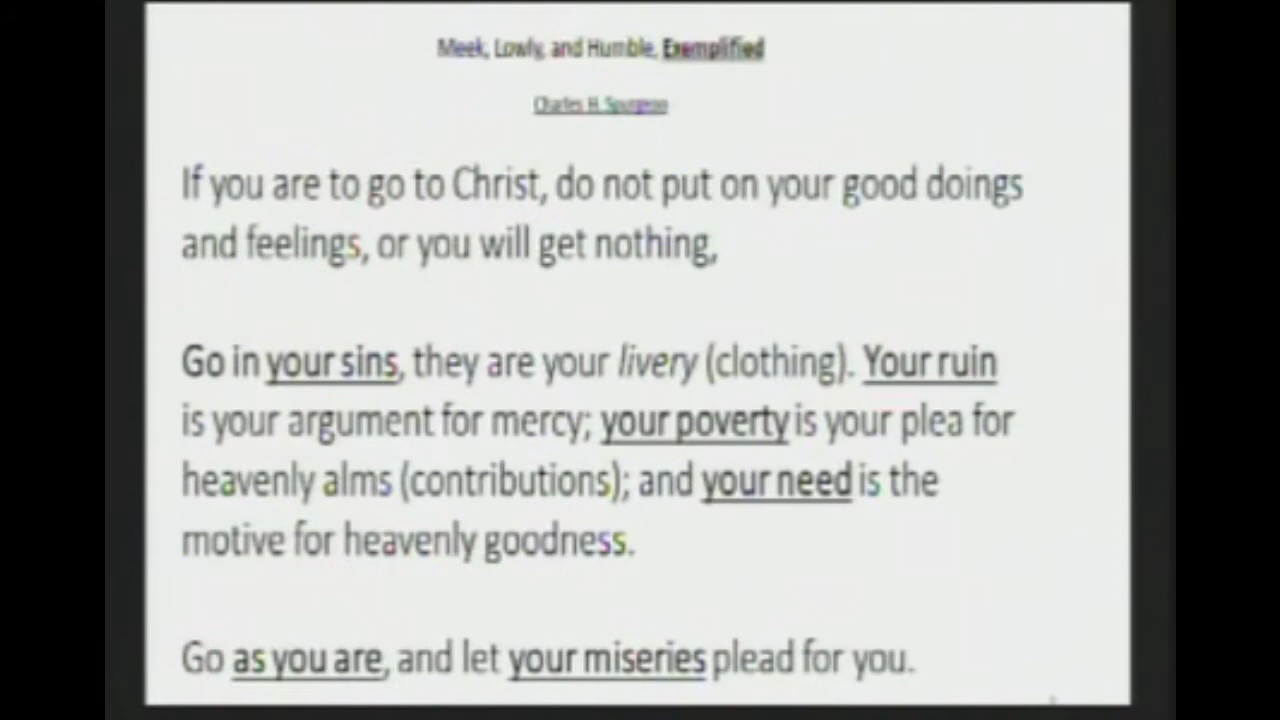 Meek, Lowly, and Humble, Exemplified
Charles H. Spurgeon
If you are to go to Christ, do not put on your good doings
and feelings, or you will get nothing,
Go in your sins, they are your livery (clothing). Your ruin
is your argument for mercy; your poverty is your plea for
heavenly alms (contributions); and your need is the
motive for heavenly goodness.
Go as you are, and let your miseries plead for you.